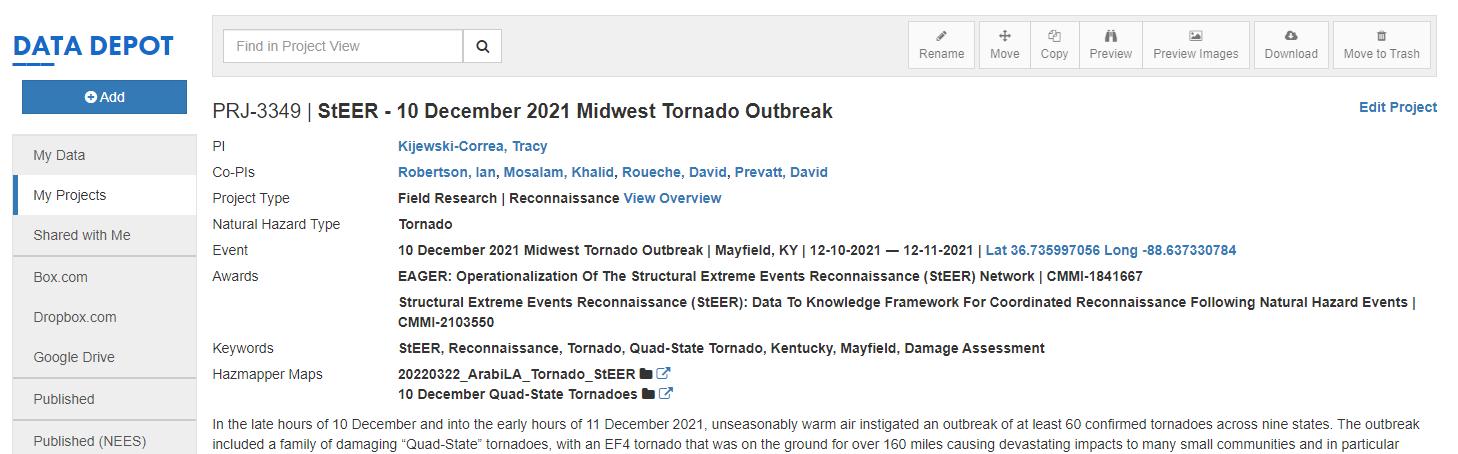 DATA DEPOT
Add
My Data
My Projects
Shared with Me
Box.com
Dropbox.com
Google Drive
Published
Published (NEES)
Find in Project View
Rename Move Copy Preview Preview Images Download Move to Trash
PRJ-3349 | StEER - 10 December 2021 Midwest Tornado Outbreak Edit Project
PI Kijewski-Correa, Tracy
Co-PIs Robertson, Ian, Mosalam, Khalid, Roueche, David, Prevatt, David
Project Type Field Research | Reconnaissance View Overview
Natural Hazard Type Tornado
Event 10 December 2021 Midwest Tornado Outbreak | Mayfield, KY | 12-10-2021 — 12-11-2021 | Lat 36.735997056 Long -88.637330784
Awards EAGER: Operationalization Of The Structural Extreme Events Reconnaissance (StEER) Network | CMMI-1841667
Structural Extreme Events Reconnaissance (StEER): Data To Knowledge Framework For Coordinated Reconnaissance Following Natural Hazard Events |
CMMI-2103550
Keywords StEER, Reconnaissance, Tornado, Quad-State Tornado, Kentucky, Mayfield, Damage Assessment
Hazmapper Maps 20220322_ArabiLA_Tornado_StEER
10 December Quad-State Tornadoes
In the late hours of 10 December and into the early hours of 11 December 2021, unseasonably warm air instigated an outbreak of at least 60 confirmed tornadoes across nine states. The outbreak
included a family of damaging “Quad-State” tornadoes, with an EF4 tornado that was on the ground for over 160 miles causing devastating impacts to many small communities and in particular